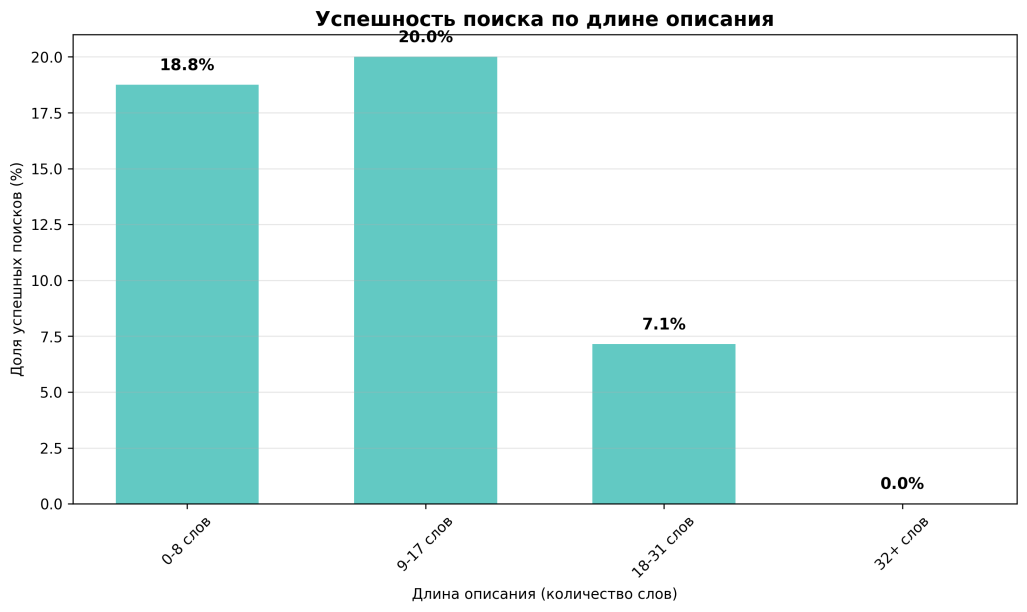 Успешность поиска по длине описания
20.0%
18.8%
7.1%
0.0%
Доля успешных поисков (%)
20.0
17.5
15.0
12.5
10.0
7.5
5.0
2.5
0.0
0-8 слов
9-17 слов
18-31 слов
32+ слов
Длина описания (количество слов)